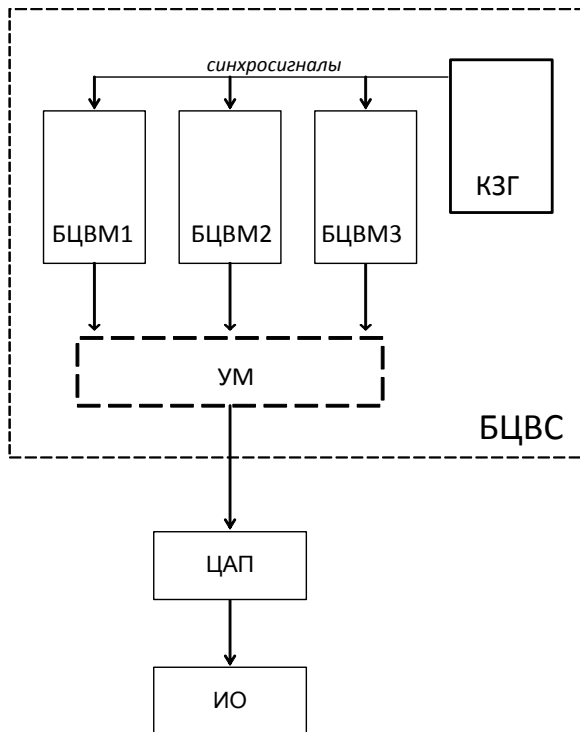 синхросигналы
КЗГ
БЦВМ1
БЦВМ2
БЦВМ3
УМ
БЦВС
ЦАП
ИО